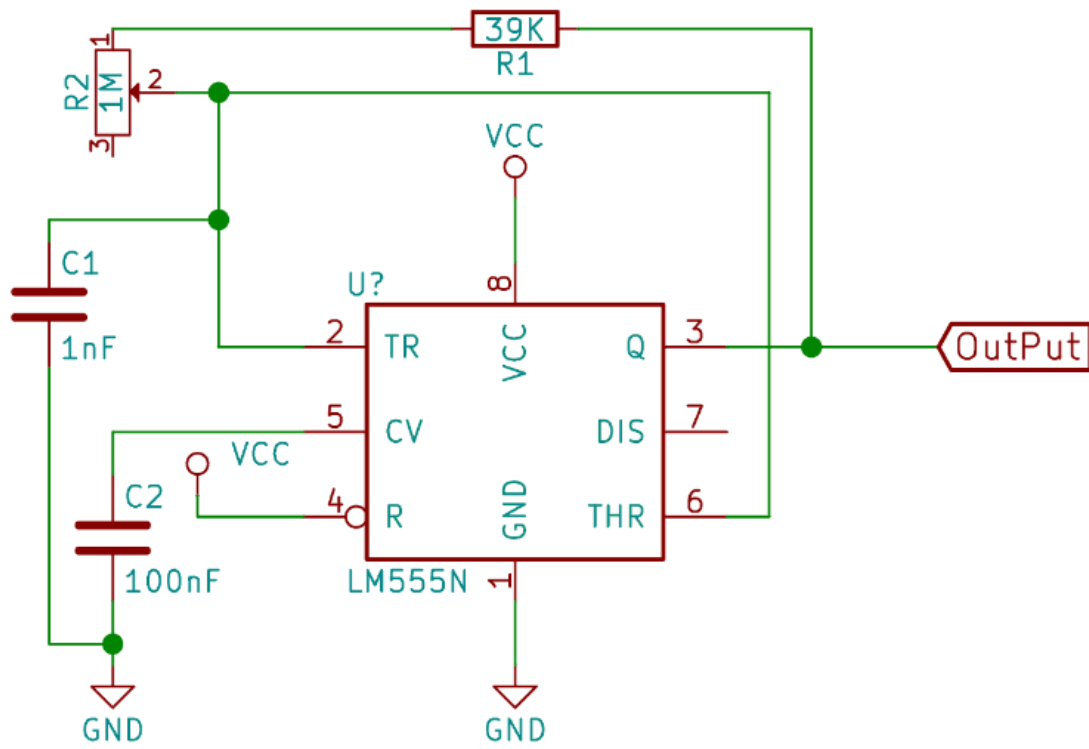 1
39K
R1
R2
1M
2
3
VCC
C1
1nF
U?
8
2
TR
VCC
Q
3
OutPut
5
CV
DIS
7
VCC
C2
100nF
4
R
GND
THR
6
LM555N
1
GND
GND